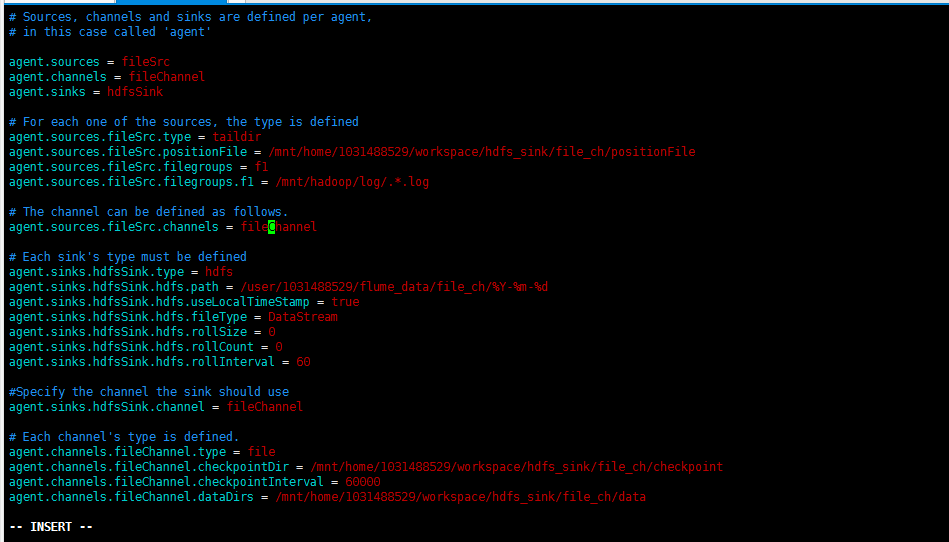 # Sources, channels and sinks are defined per agent,
# in this case called 'agent'
agent.sources = fileSrc
agent.channels = fileChannel
agent.sinks = hdfsSink
# For each one of the sources, the type is defined
agent.sources.fileSrc.type = taildir
agent.sources.fileSrc.positionFile = /mnt/home/1031488529/workspace/hdfs_sink/file_ch/positionFile
agent.sources.fileSrc.filegroups = f1
agent.sources.fileSrc.filegroups.f1 = /mnt/hadoop/log/.*.log
# The channel can be defined as follows.
agent.sources.fileSrc.channels = fileChannel
# Each sink's type must be defined
agent.sinks.hdfsSink.type = hdfs
agent.sinks.hdfsSink.hdfs.path = /user/1031488529/flume_data/file_ch/%Y-%m-%d
agent.sinks.hdfsSink.hdfs.useLocalTimeStamp = true
agent.sinks.hdfsSink.hdfs.fileType = DataStream
agent.sinks.hdfsSink.hdfs.rollSize = 0
agent.sinks.hdfsSink.hdfs.rollCount = 0
agent.sinks.hdfsSink.hdfs.rollInterval = 60
#Specify the channel the sink should use
agent.sinks.hdfsSink.channel = fileChannel
# Each channel's type is defined.
agent.channels.fileChannel.type = file
agent.channels.fileChannel.checkpointDir = /mnt/home/1031488529/workspace/hdfs_sink/file_ch/checkpoint
agent.channels.fileChannel.checkpointInterval = 60000
agent.channels.fileChannel.dataDirs = /mnt/home/1031488529/workspace/hdfs_sink/file_ch/data
-- INSERT --